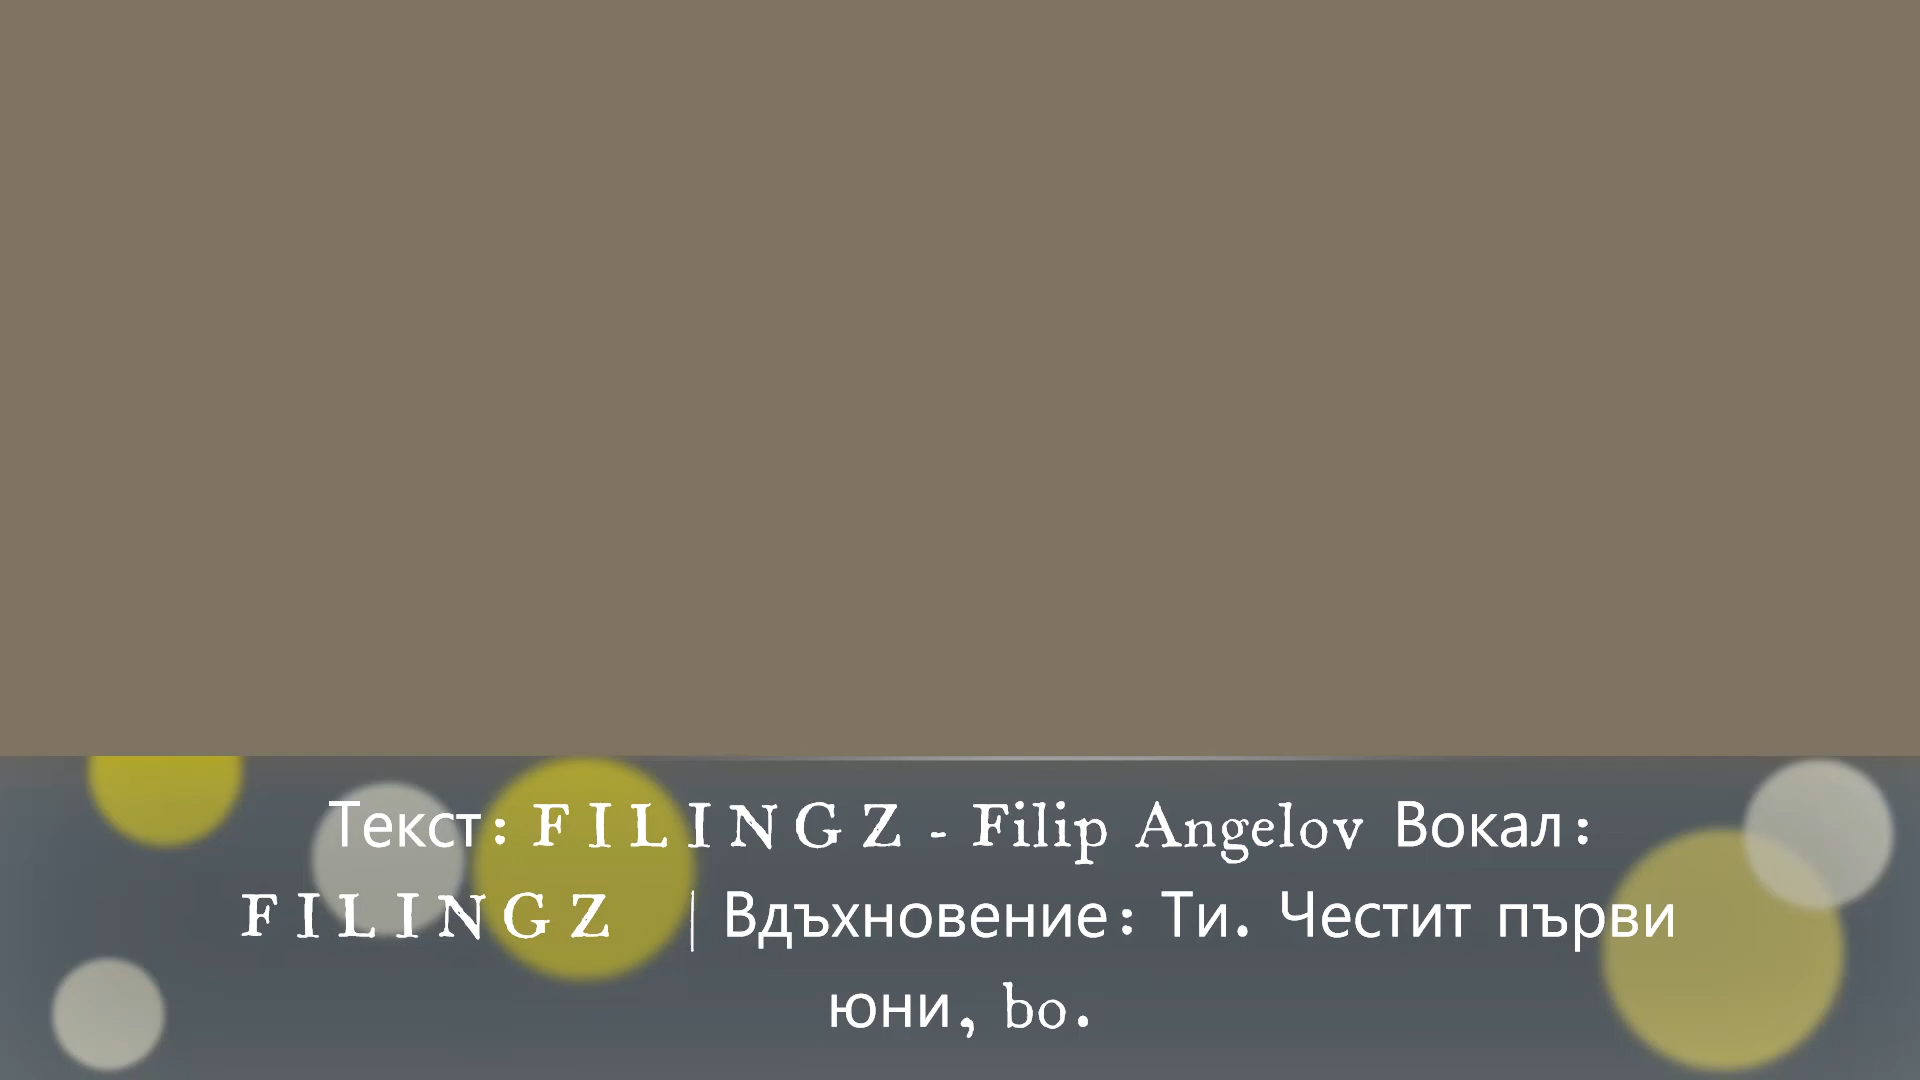 Текст: F I L I N G Z - Filip Angelov Вокал:
F I L I N G Z | Вдъхновение: Ти. Честит първи
юни, bo.